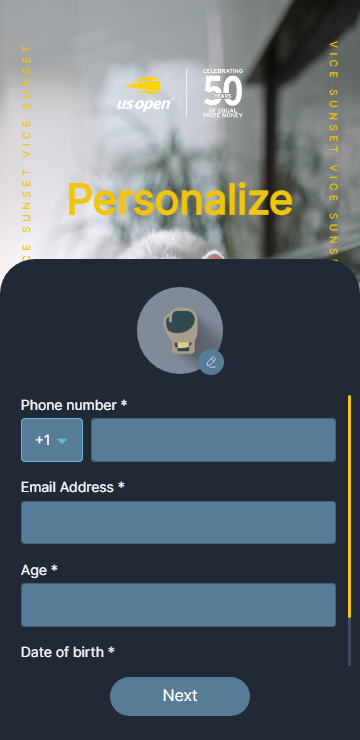 VICE SUNSET VICE SUNSET
VICE SUNSET VICE SUNSET
us open
CELEBRATING
50
YEARS
OF EQUAL
PRIZE MONEY
Personalize
Phone number *
+1
Email Address *
Age *
Date of birth *
Next